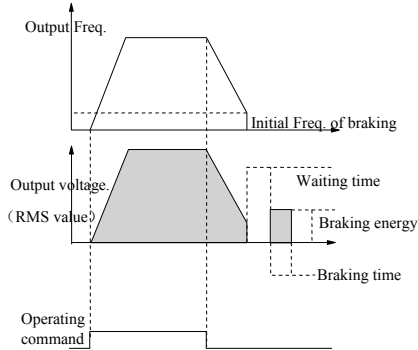 Output Freq.
Initial Freq. of braking
Output voltage.
（RMS value）
Waiting time
Braking energy
Braking time
Operating
command